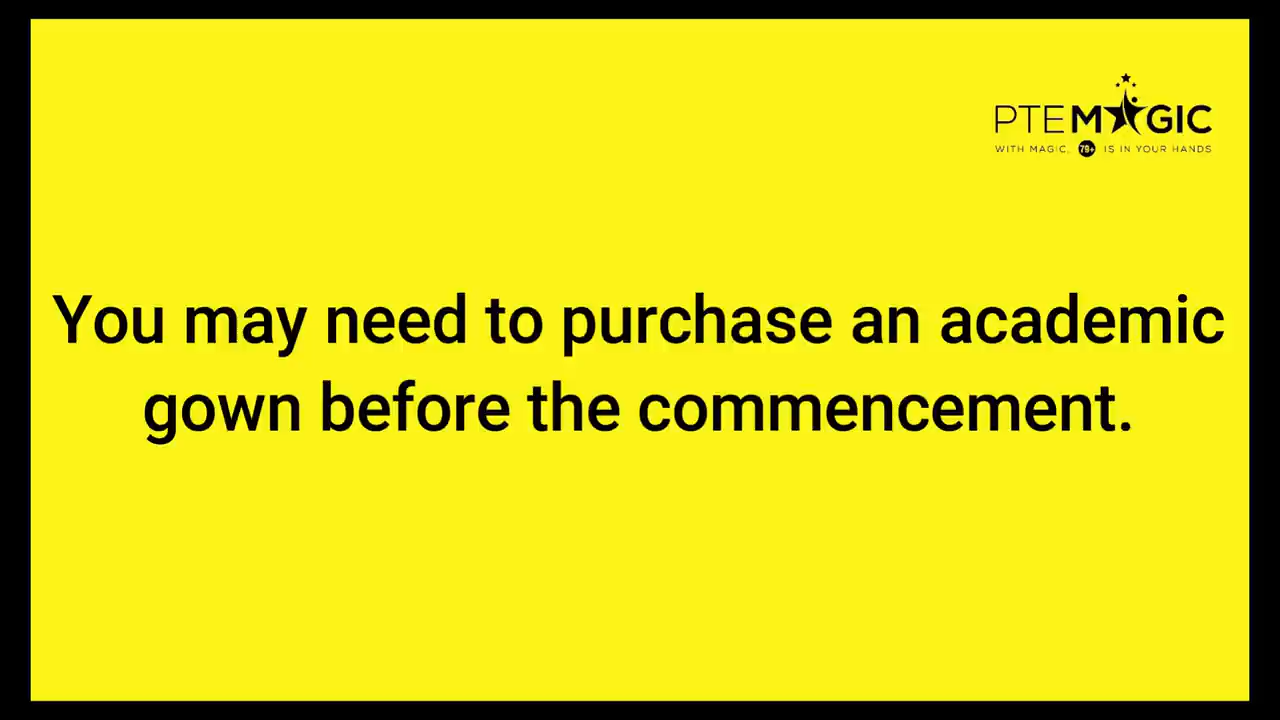 PTEMAGIC
WITH MAGIC, 79+ IS IN YOUR HANDS
You may need to purchase an academic
gown before the commencement.